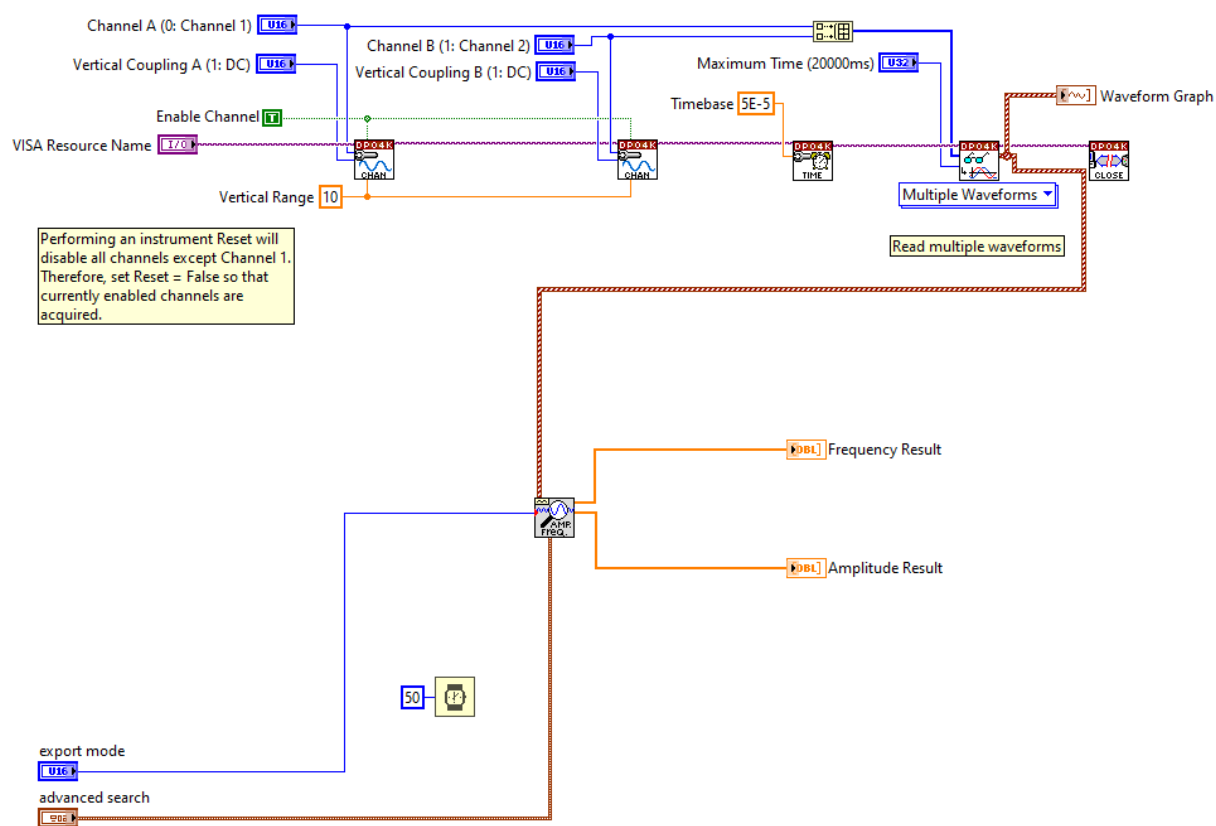 Channel A (0: Channel 1)
U16
Channel B (1: Channel 2)
U16
Vertical Coupling A (1: DC)
U16
Vertical Coupling B (1: DC)
U16
Maximum Time (20000ms)
U32
Waveform Graph
Timebase
5E-5
Enable Channel
T
VISA Resource Name
I/O
DPO4K
CHAN
DPO4K
CHAN
DPO4K
TIME
DPO4K
DPO4K
CLOSE
Vertical Range
10
Multiple Waveforms
Performing an instrument Reset will
disable all channels except Channel 1.
Therefore, set Reset = False so that
currently enabled channels are
acquired.
Read multiple waveforms
DBL
Frequency Result
AMP
Freq.
DBL
Amplitude Result
50
export mode
U16
advanced search